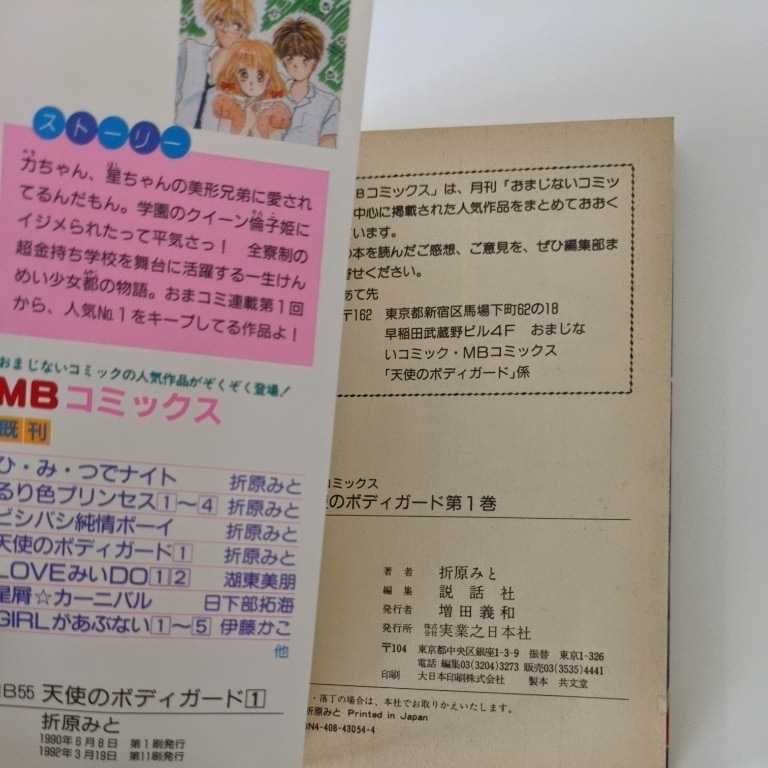 ストーリー
力ちゃん、星ちゃんの美形兄弟に愛され
てるんだもん。学園のクイーン倫子姫に
イジメられたって平気さっ！ 全寮制の
超金持ち学校を舞台に活躍する一生けん
めい少女都の物語。おまコミ連載第1回
から、人気№1をキープしてる作品よ！
おまじないコミックの人気作品がぞくぞく登場！
MBコミックス
既刊
ひ・み・つでナイト 折原みと
るり色プリンセス1〜4 折原みと
ビシバシ純情ボーイ 折原みと
天使のボディガード1 折原みと
LOVEみいDO12 湖東美朋
星屑☆カーニバル 日下部拓海
GIRLがあぶない1〜5 伊藤かこ
他
B55 天使のボディガード1
折原みと
1990年6月8日 第1刷発行
1992年3月19日 第11刷発行
Bコミックス」は、月刊「おまじないコミッ
中心に掲載された人気作品をまとめておおく
います。
の本を読んだご感想、ご意見を、ぜひ編集部ま
寄せください。
あて先
〒162 東京都新宿区馬場下町62の18
早稲田武蔵野ビル4F おまじな
いコミック・MBコミックス
「天使のボディガード」係
コミックス
使のボディガード第1巻
著者 折原みと
編集 説話社
発行者 増田義和
発行所 株式会社 実業之日本社
〒104 東京都中央区銀座1-3-9 振替 東京1-326
電話 編集03(3204)3273 販売03(3535)4441
印刷 大日本印刷株式会社 製本 共文堂
・落丁の場合は、本社でお取りかえいたします。
折原みと Printed in Japan
BN4-408-43054-4